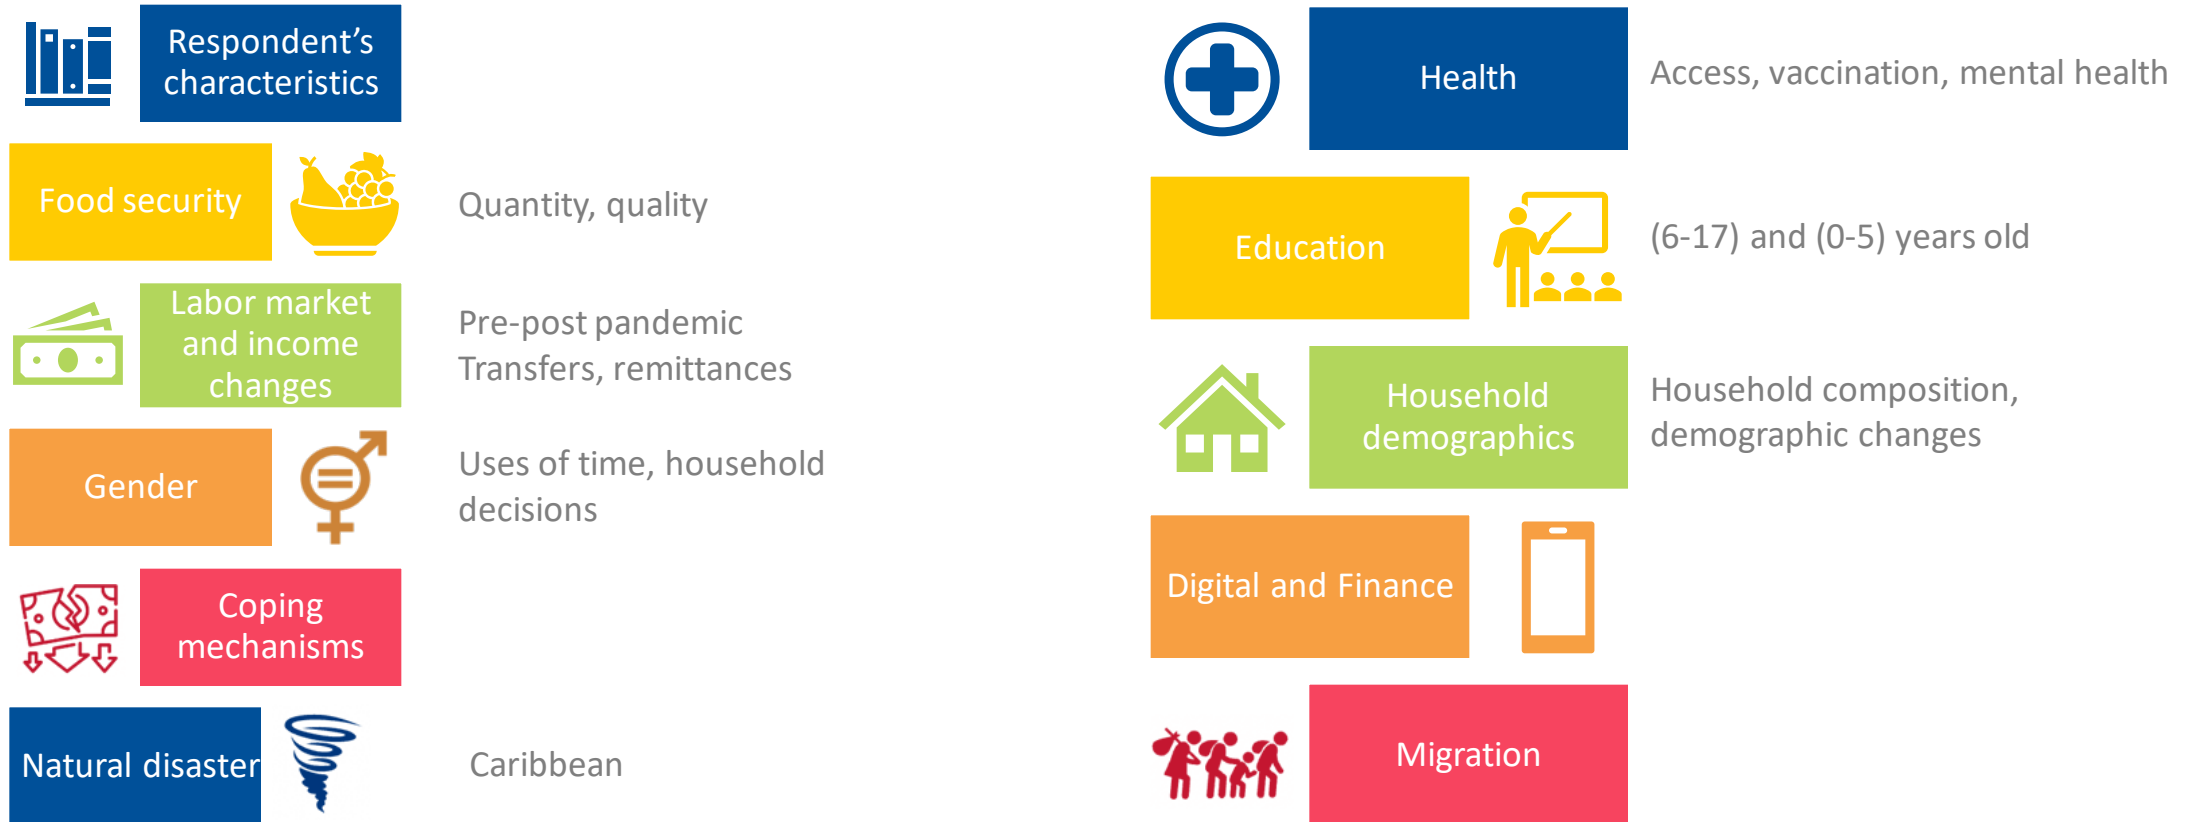 Respondent's
characteristics
Food security
Quantity, quality
Labor market
and income
changes
Pre-post pandemic
Transfers, remittances
Gender
Uses of time, household
decisions
Coping
mechanisms
Natural disaster
Caribbean
Health
Access, vaccination, mental health
Education
(6-17) and (0-5) years old
Household
demographics
Household composition,
demographic changes
Digital and Finance
Migration